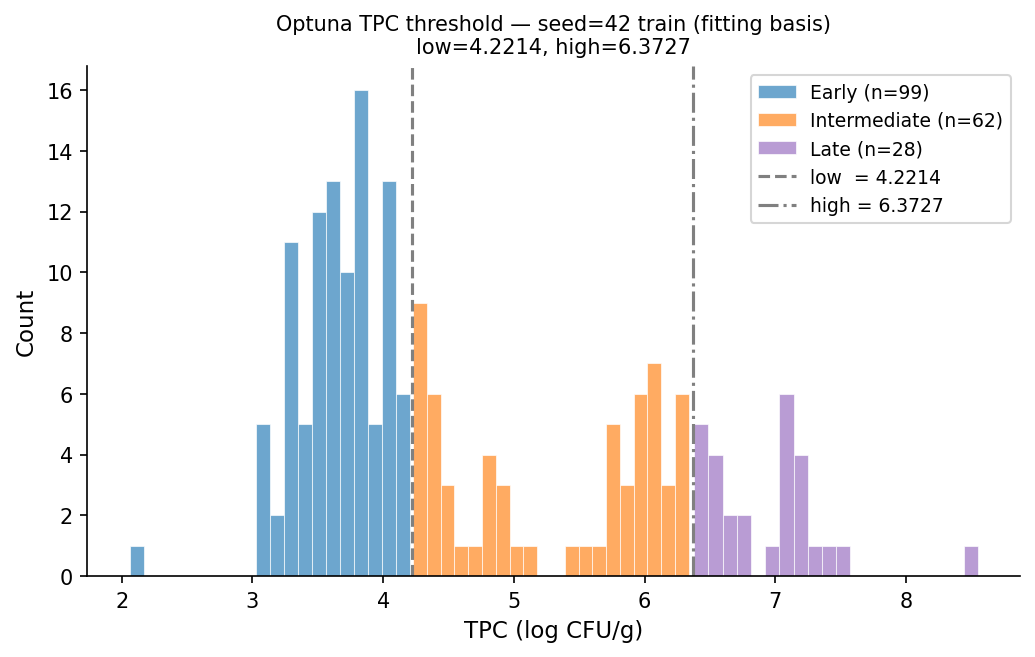 Optuna TPC threshold — seed=42 train (fitting basis)
low=4.2214, high=6.3727
16
14
12
10
8
6
4
2
0
Count
Early (n=99)
Intermediate (n=62)
Late (n=28)
low  = 4.2214
high = 6.3727
2 3 4 5 6 7 8
TPC (log CFU/g)